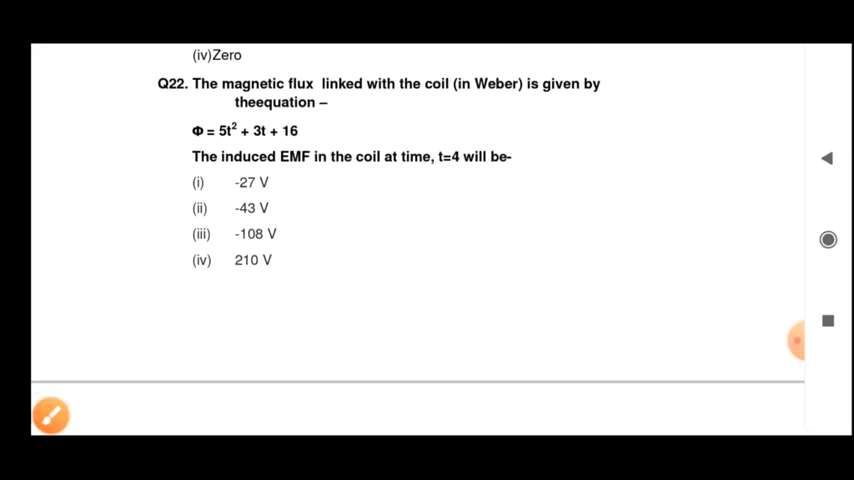 (iv)Zero
Q22. The magnetic flux linked with the coil (in Weber) is given by
theequation –
Φ = 5t² + 3t + 16
The induced EMF in the coil at time, t=4 will be-
(i) -27 V
(ii) -43 V
(iii) -108 V
(iv) 210 V